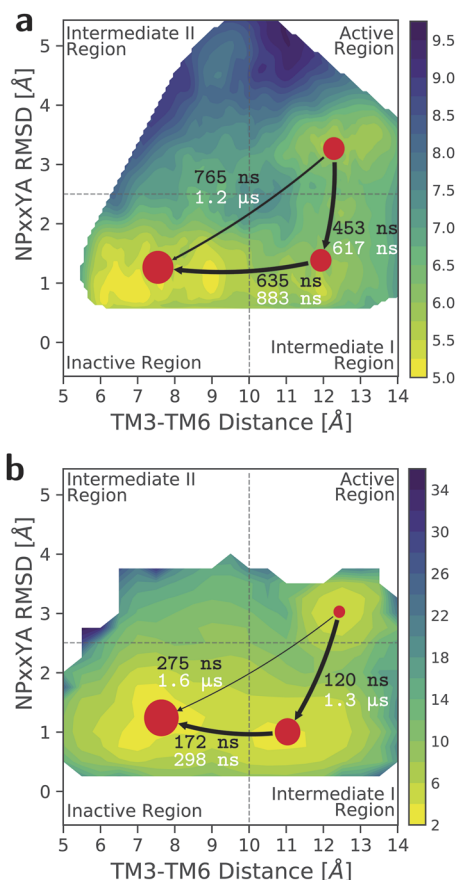 a
Intermediate II
Region
Active
Region
NPxxYA RMSD [Å]
5
4
3
2
1
0
765 ns
1.2 µs
453 ns
617 ns
635 ns
883 ns
Inactive Region
Intermediate I
Region
5 6 7 8 9 10 11 12 13 14
TM3-TM6 Distance [Å]
9.5
9.0
8.5
8.0
7.5
7.0
6.5
6.0
5.5
5.0
b
Intermediate II
Region
Active
Region
NPxxYA RMSD [Å]
5
4
3
2
1
0
275 ns
1.6 µs
120 ns
1.3 µs
172 ns
298 ns
Inactive Region
Intermediate I
Region
5 6 7 8 9 10 11 12 13 14
TM3-TM6 Distance [Å]
34
30
26
22
18
14
10
6
2